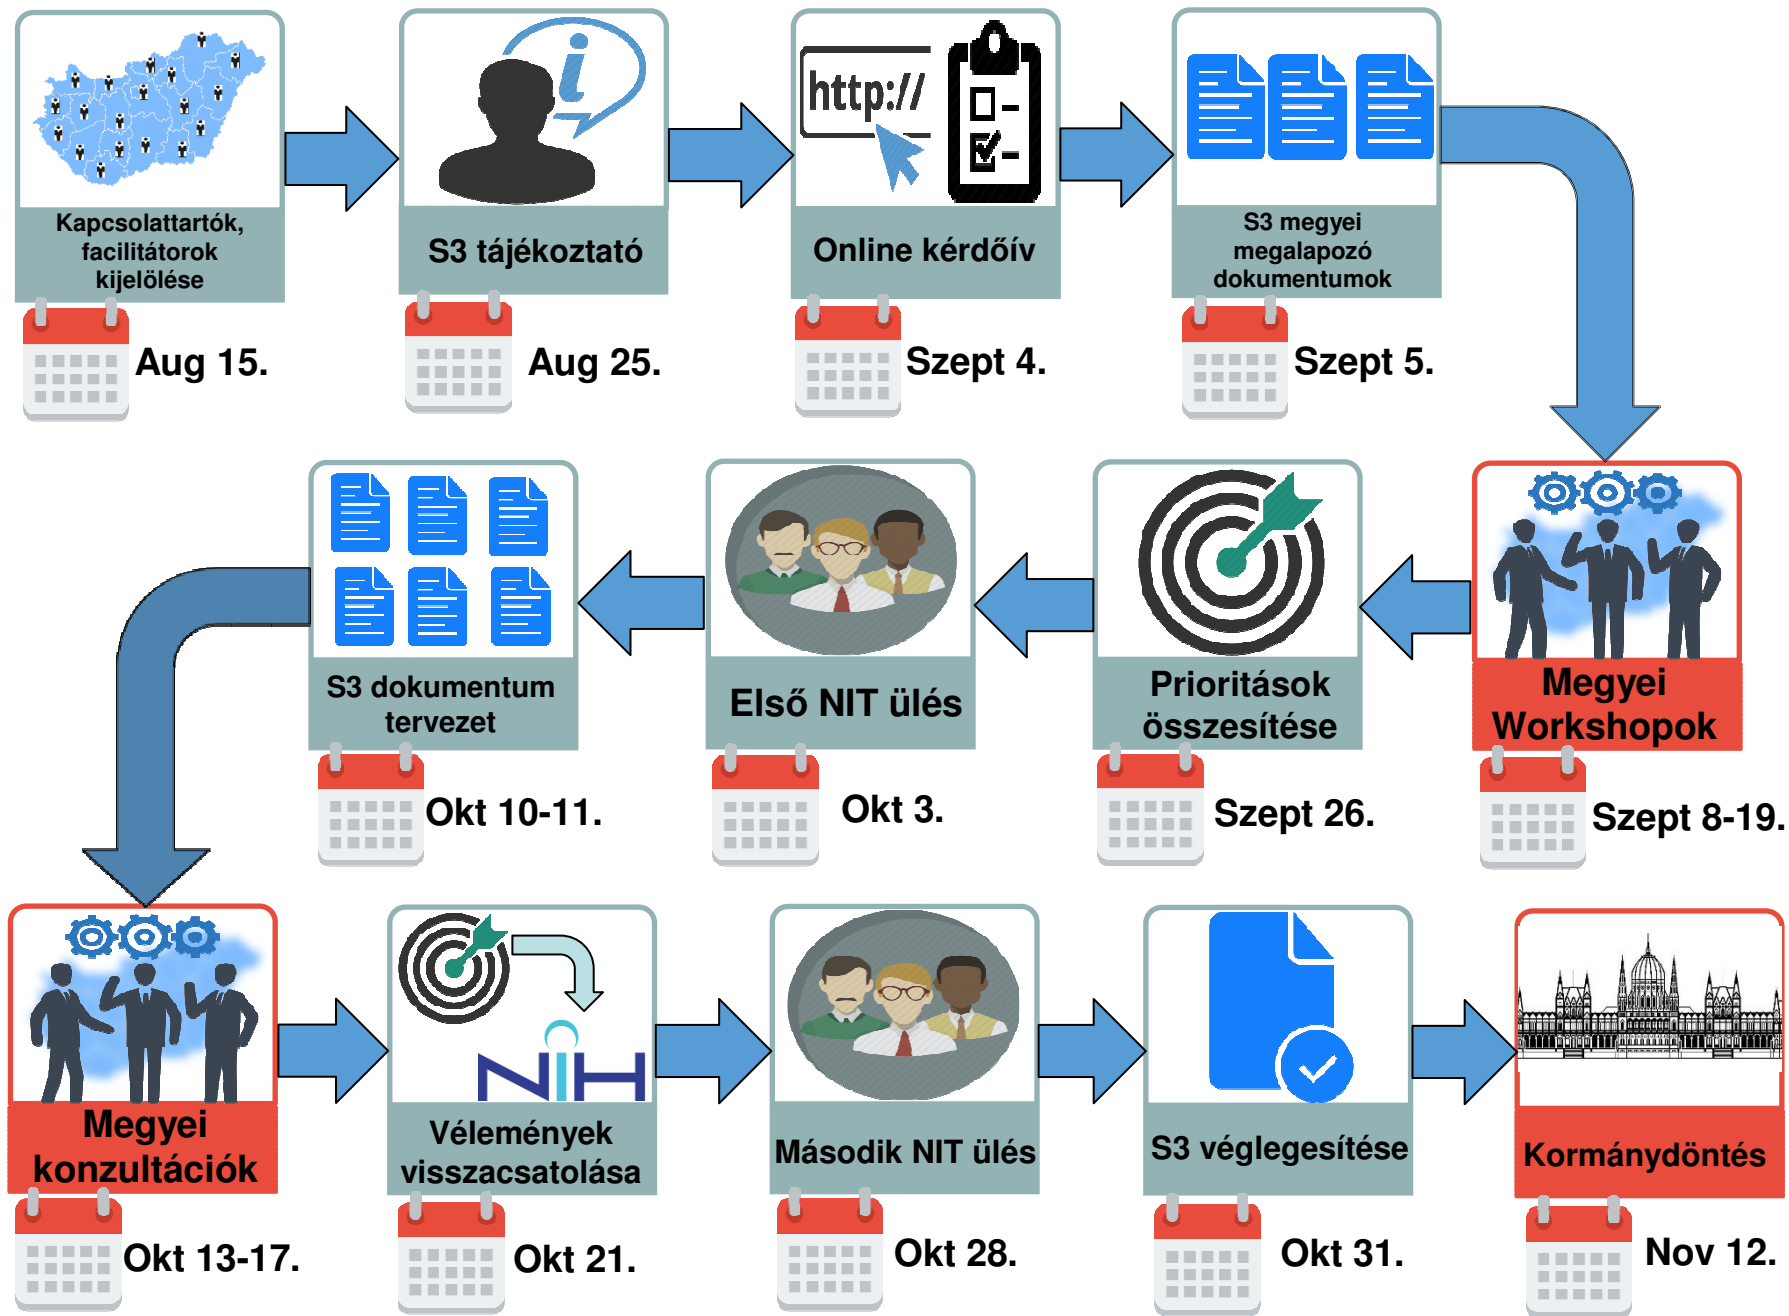 Kapcsolattartók,
facilitátorok
kijelölése
Aug 15.
i
S3 tájékoztató
Aug 25.
http://
Online kérdőív
Szept 4.
S3 megyei
megalapozó
dokumentumok
Szept 5.
Megyei
Workshopok
Szept 8-19.
Prioritások
összesítése
Szept 26.
Első NIT ülés
Okt 3.
S3 dokumentum
tervezet
Okt 10-11.
Megyei
konzultációk
Okt 13-17.
NIH
Vélemények
visszacsatolása
Okt 21.
Második NIT ülés
Okt 28.
S3 véglegesítése
Okt 31.
Kormánydöntés
Nov 12.